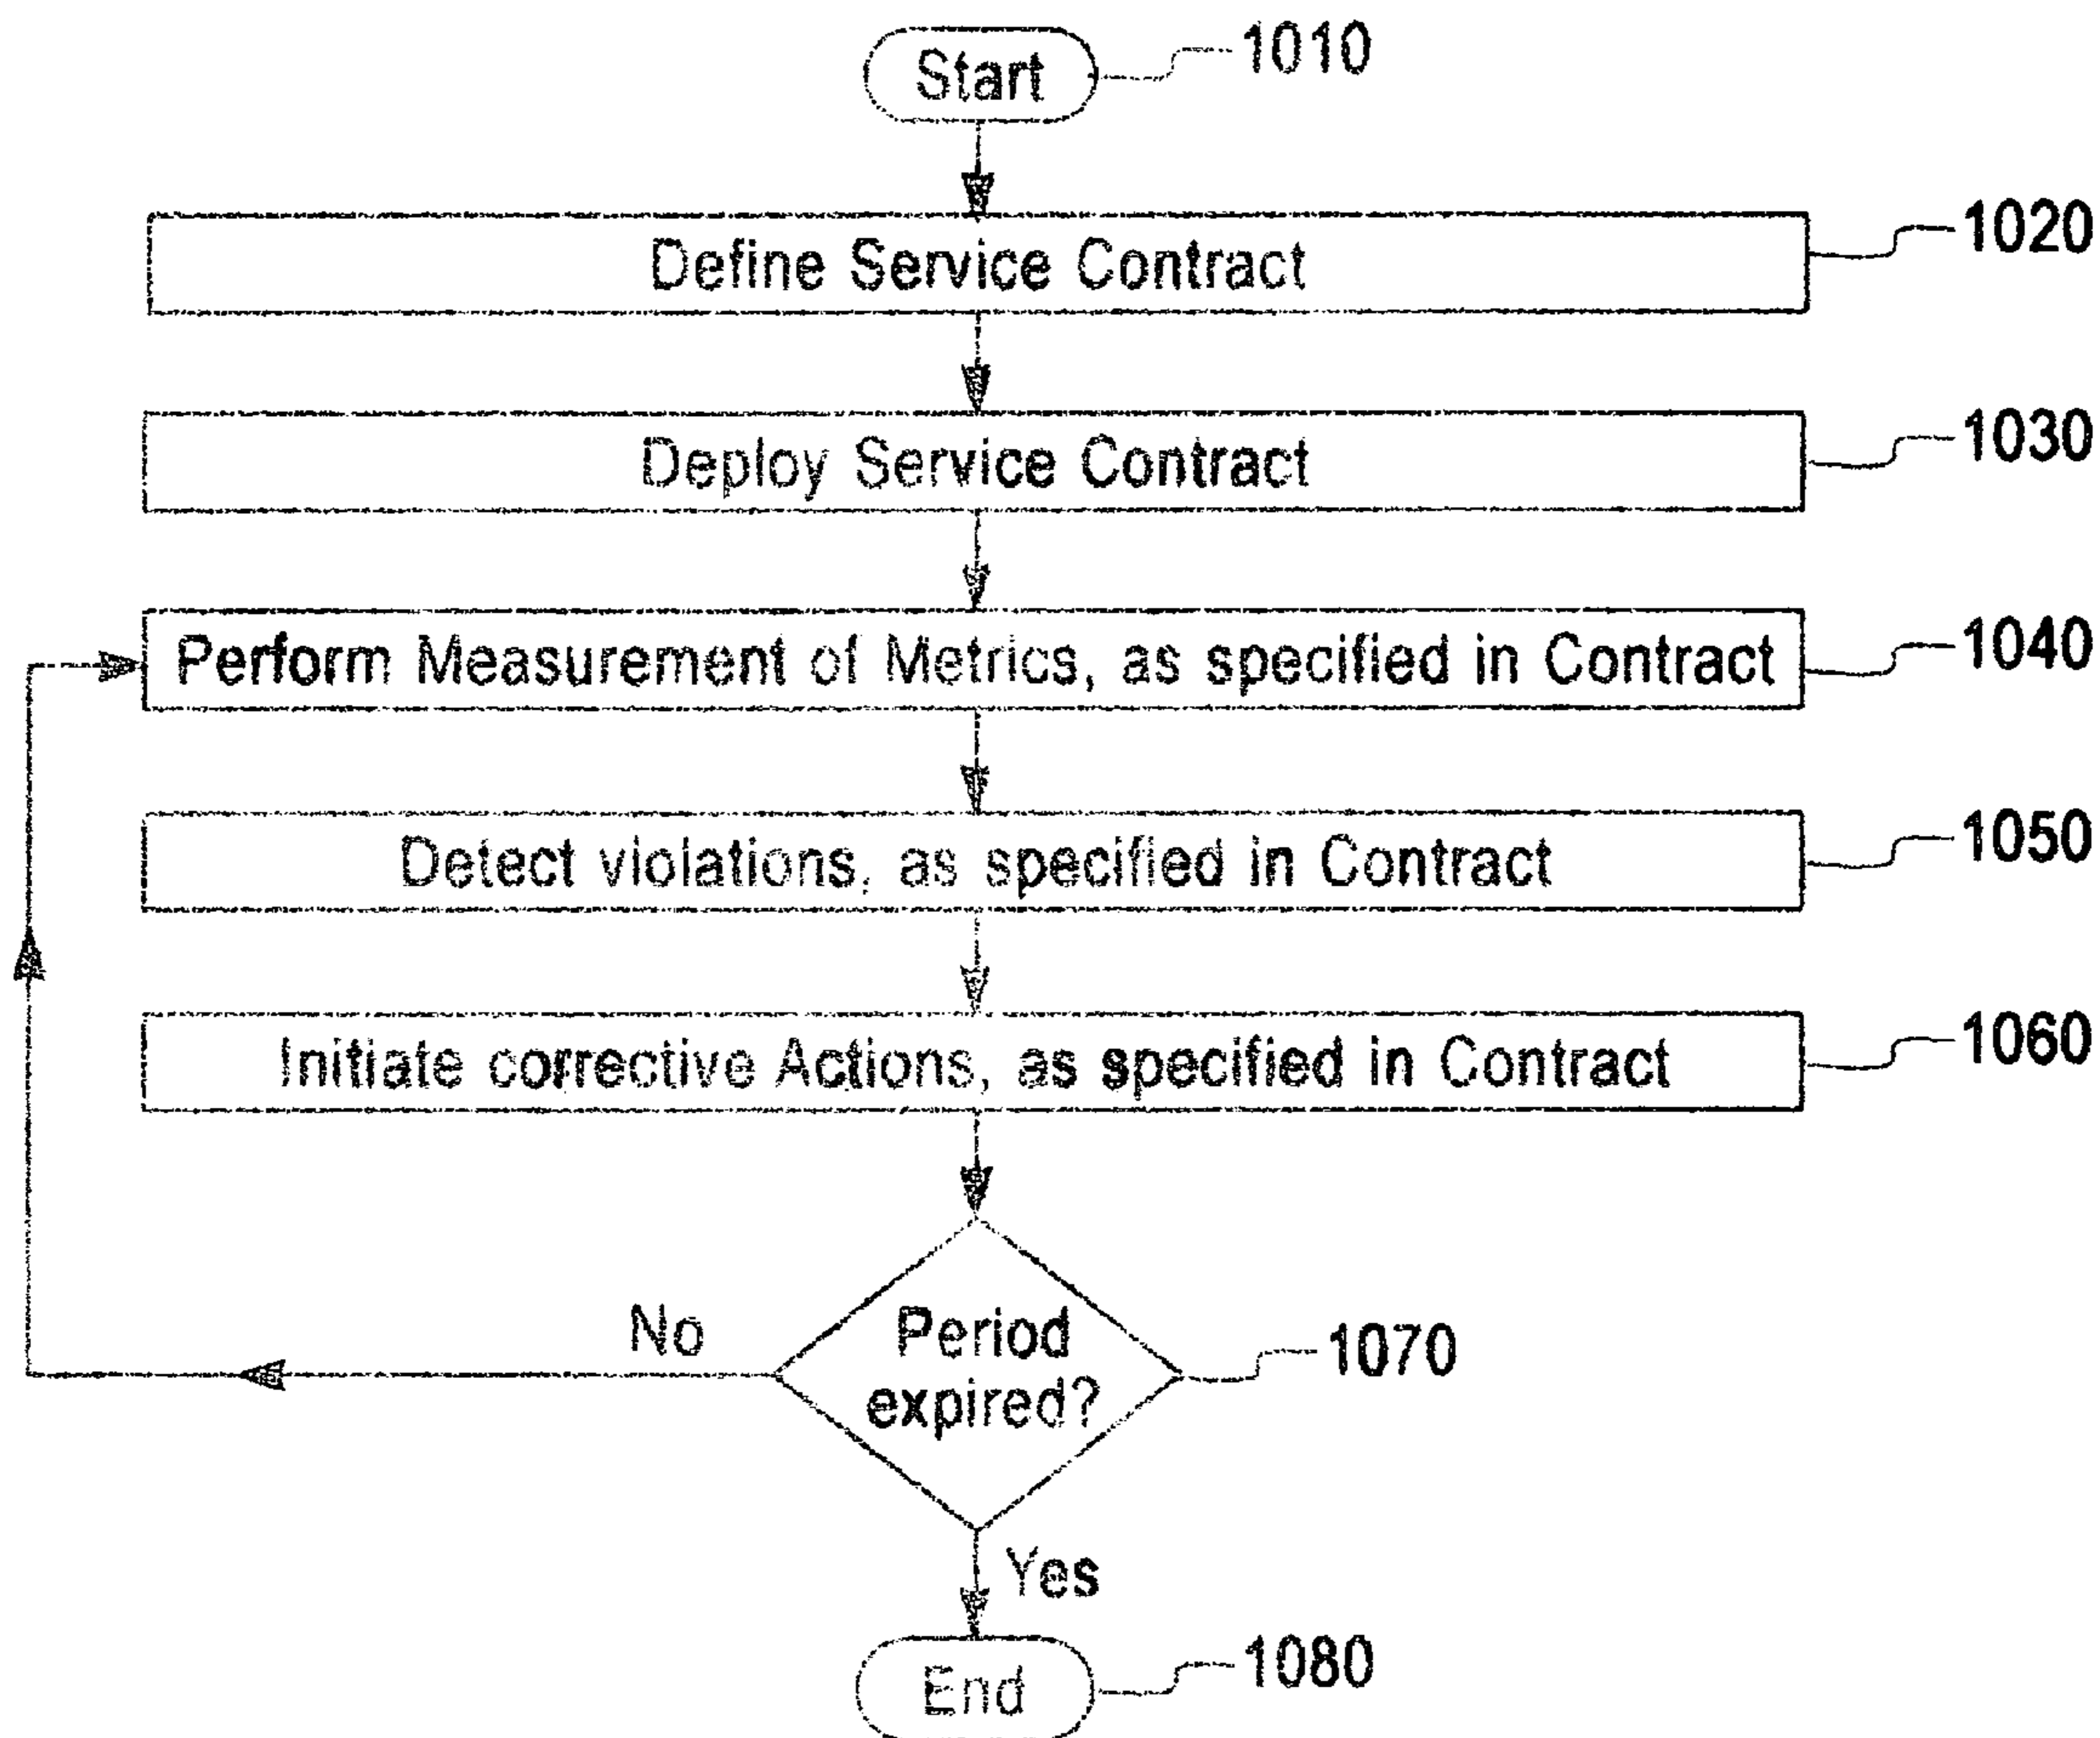 Start
1010
Define Service Contract
1020
Deploy Service Contract
1030
Perform Measurement of Metrics, as specified in Contract
1040
Detect violations, as specified in Contract
1050
Initiate corrective Actions, as specified in Contract
1060
No
Period
expired?
1070
Yes
End
1080